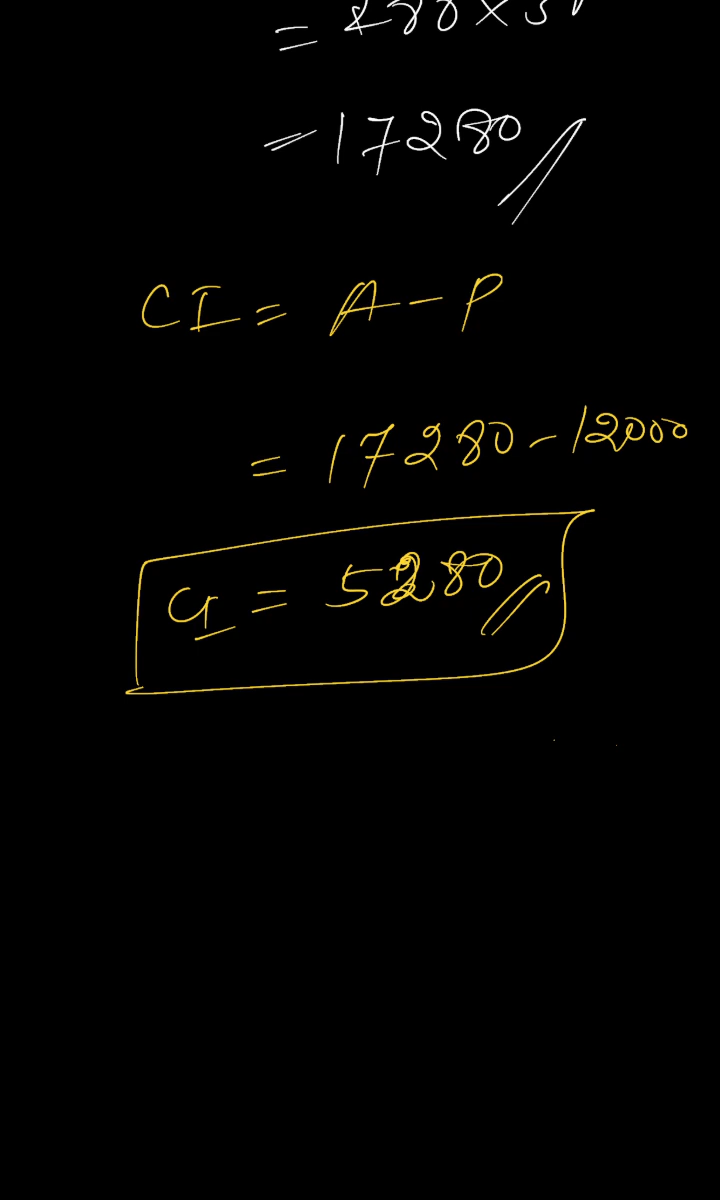 =
= 17280//
CI = A - P
= 17280 - 12000
CI = 5280//